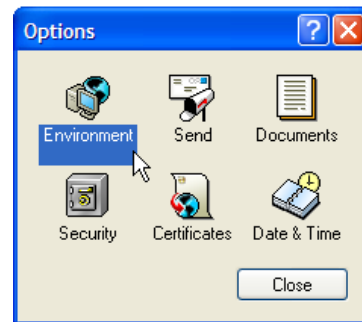 Options
Environment Send Documents
Security Certificates Date & Time
Close